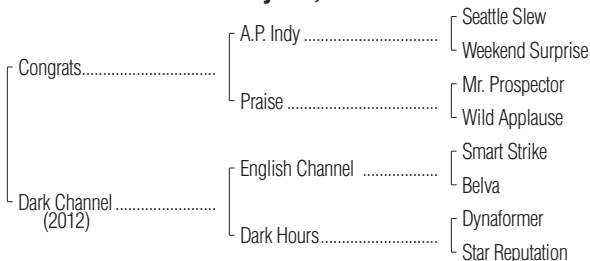 Seattle Slew
A.P. Indy ........................................
Weekend Surprise
Congrats................................
Mr. Prospector
Praise .............................................
Wild Applause
Smart Strike
English Channel ..................
Belva
Dark Channel ........................
(2012)
Dynaformer
Dark Hours...................................
Star Reputation